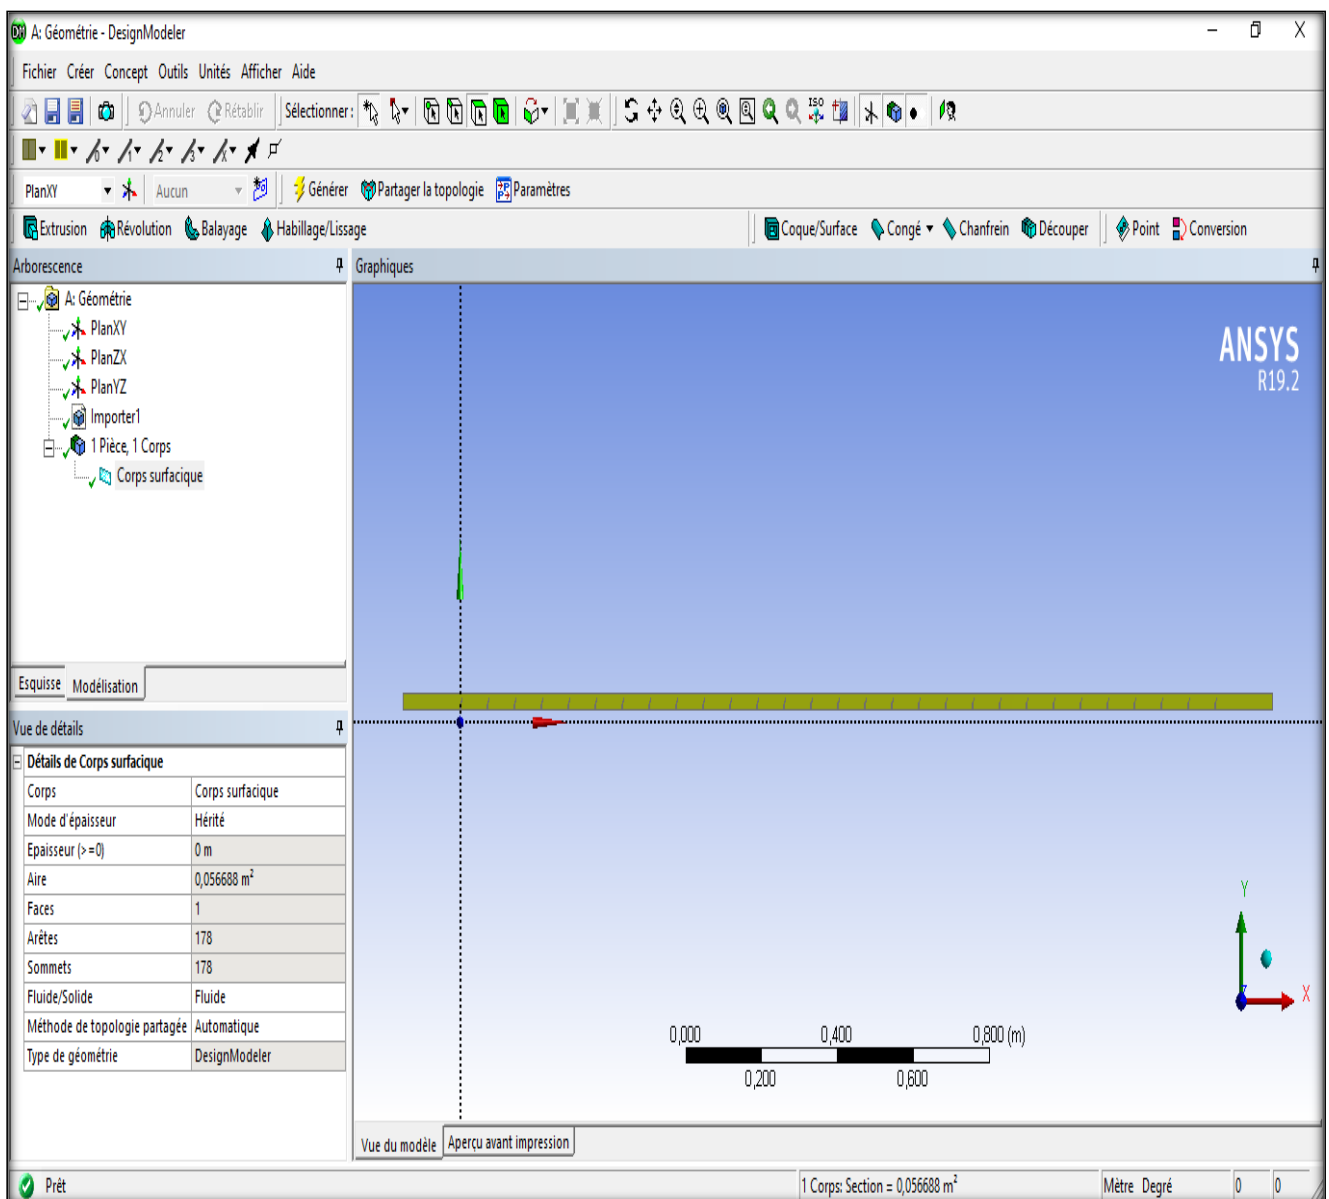 A: Géométrie - DesignModeler
Fichier Créer Concept Outils Unités Afficher Aide
Annuler Rétablir Sélectionner: ISO
PlanXY Aucun Générer Partager la topologie Paramètres
Extrusion Révolution Balayage Habillage/Lissage Coque/Surface Congé Chanfrein Découper Point Conversion
Arborescence
A: Géométrie
PlanXY
PlanZX
PlanYZ
Importer1
1 Pièce, 1 Corps
Corps surfacique
Esquisse Modélisation
Vue de détails
Détails de Corps surfacique
Corps Corps surfacique
Mode d'épaisseur Hérité
Epaisseur (>=0) 0 m
Aire 0,056688 m²
Faces 1
Arêtes 178
Sommets 178
Fluide/Solide Fluide
Méthode de topologie partagée Automatique
Type de géométrie DesignModeler
Graphiques
ANSYS
R19.2
Y
Z
X
0,000 0,400 0,800 (m)
0,200 0,600
Vue du modèle Aperçu avant impression
Prêt 1 Corps: Section = 0,056688 m² Mètre Degré 0 0